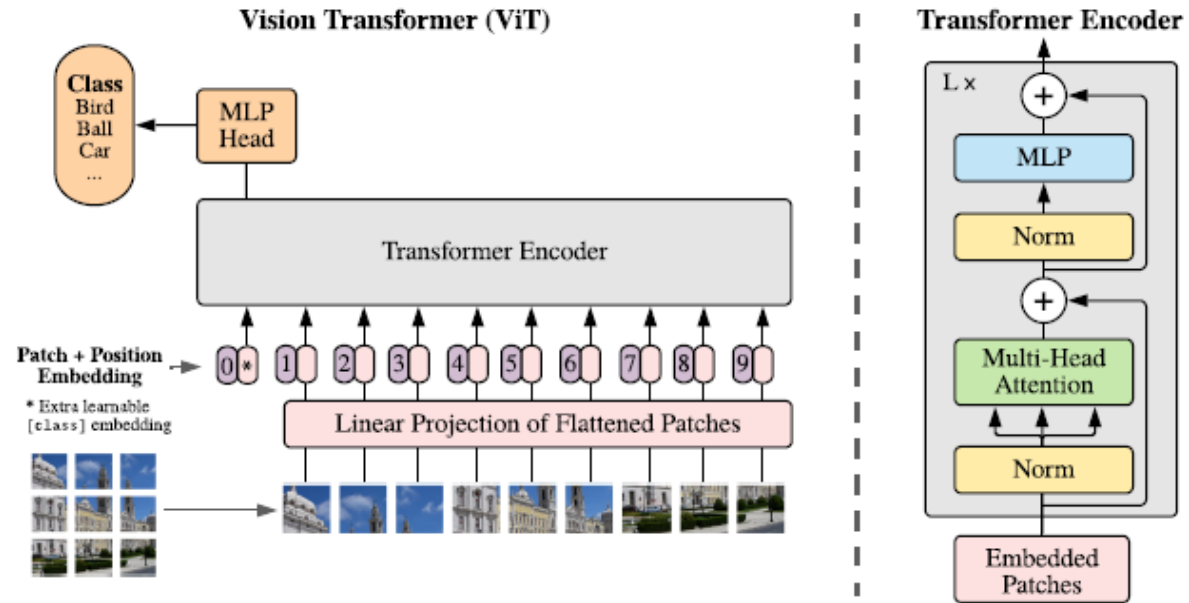 Vision Transformer (ViT)
Class
Bird
Ball
Car
...
MLP
Head
Transformer Encoder
Patch + Position
Embedding
* Extra learnable
[class] embedding
0 * 1 2 3 4 5 6 7 8 9
Linear Projection of Flattened Patches
Transformer Encoder
L ×
+
MLP
Norm
+
Multi-Head
Attention
Norm
Embedded
Patches